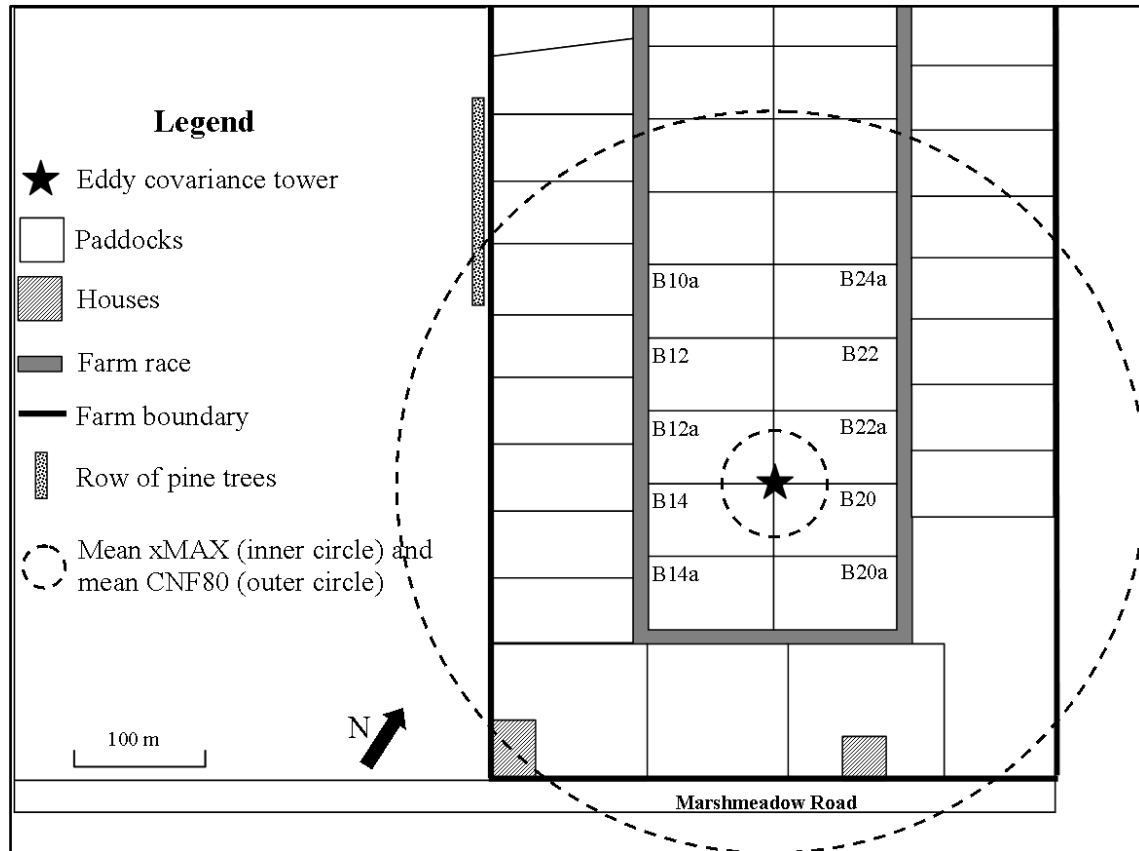 Legend
Eddy covariance tower
Paddocks
Houses
Farm race
Farm boundary
Row of pine trees
Mean xMAX (inner circle) and
mean CNF80 (outer circle)
B10a
B24a
B12
B22
B12a
B22a
B14
B20
B14a
B20a
N
100 m
Marshmeadow Road